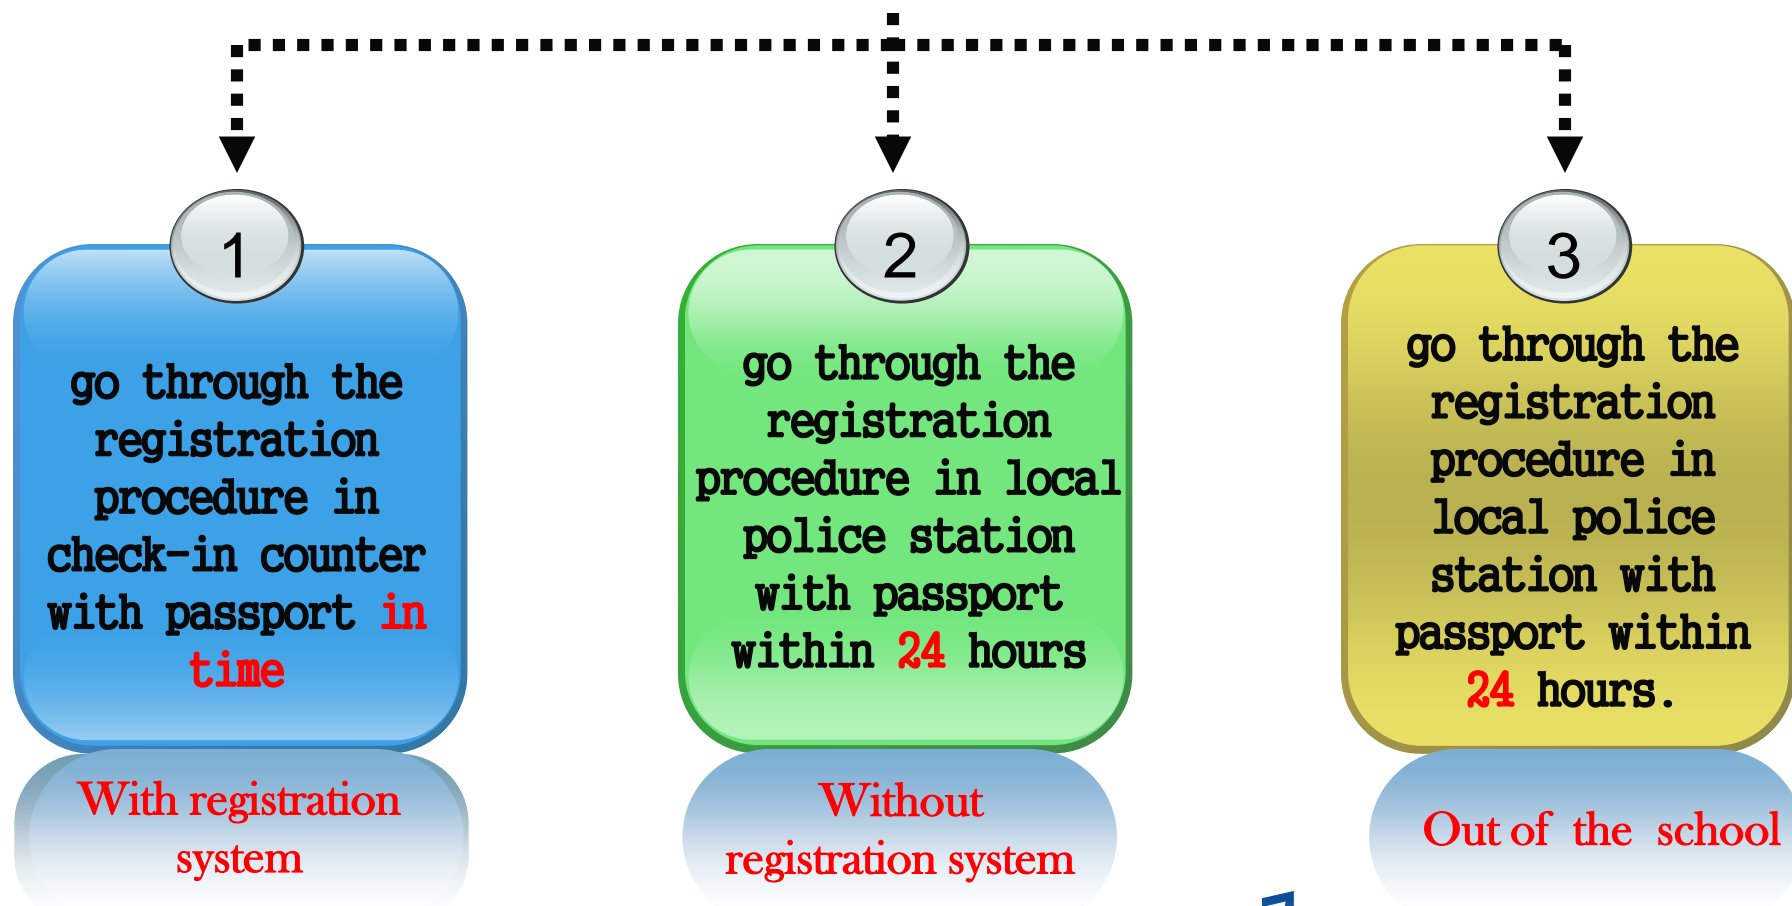 1
go through the
registration
procedure in
check-in counter
with passport in
time
With registration
system
2
go through the
registration
procedure in local
police station
with passport
within 24 hours
Without
registration system
3
go through the
registration
procedure in
local police
station with
passport within
24 hours.
Out of the school